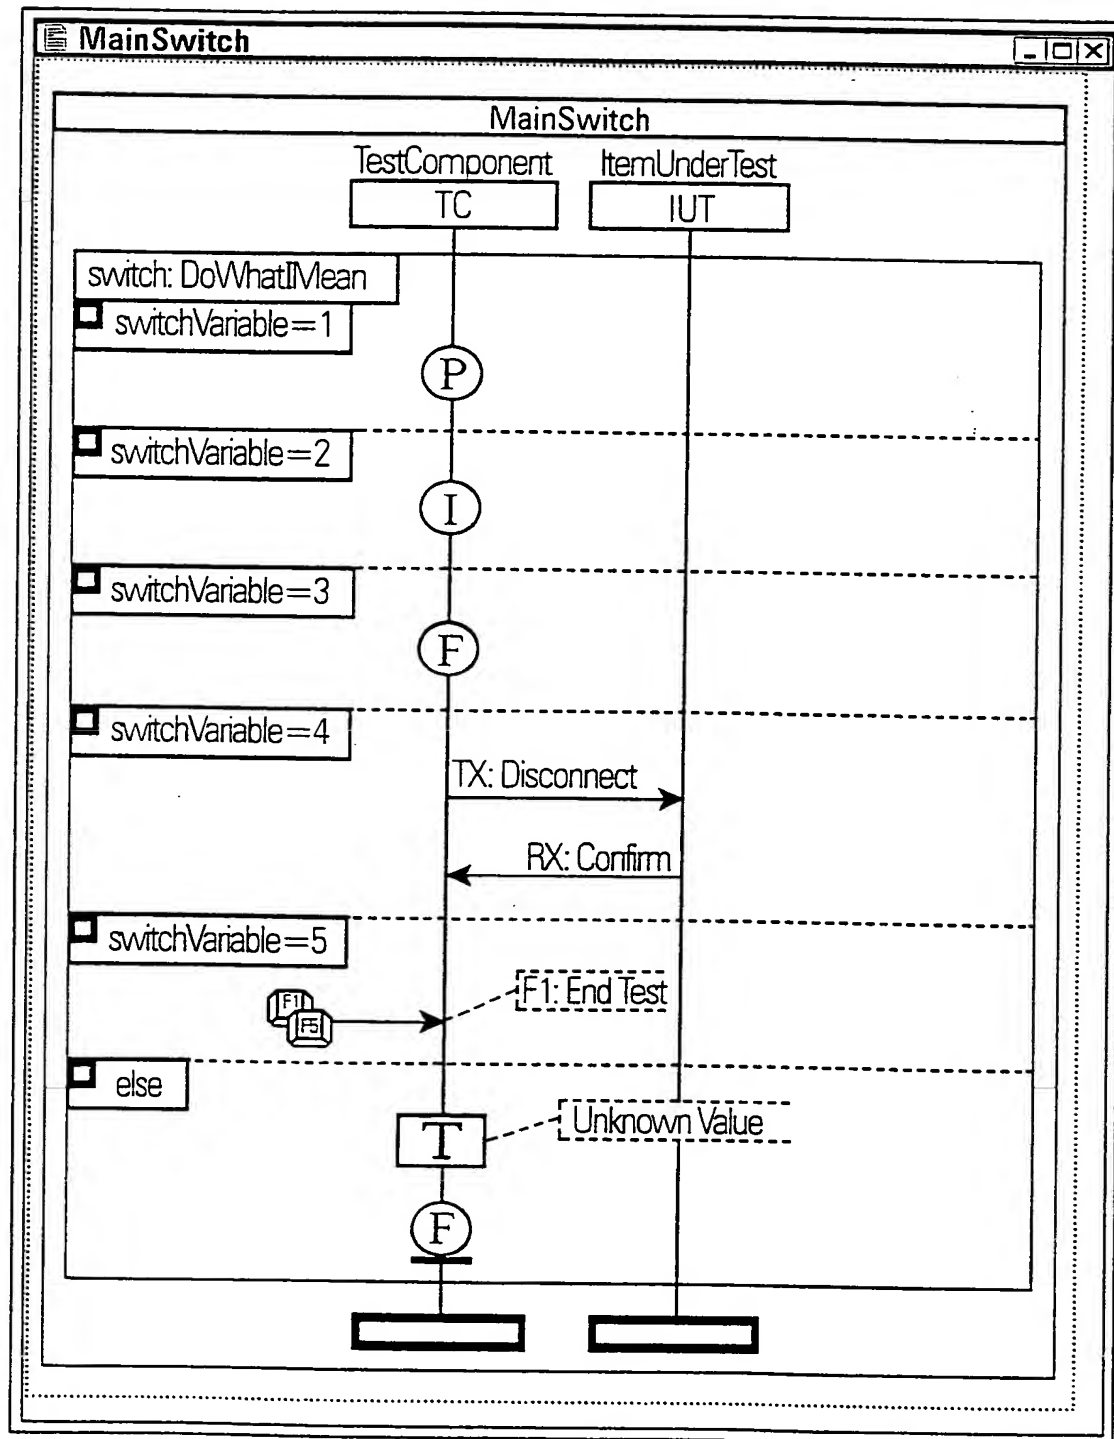 MainSwitch
MainSwitch
TestComponent ItemUnderTest
TC IUT
switch: DoWhatIMean
switchVariable=1
P
switchVariable=2
I
switchVariable=3
F
switchVariable=4
TX: Disconnect
RX: Confirm
switchVariable=5
F1: End Test
F1
F5
else
Unknown Value
T
F